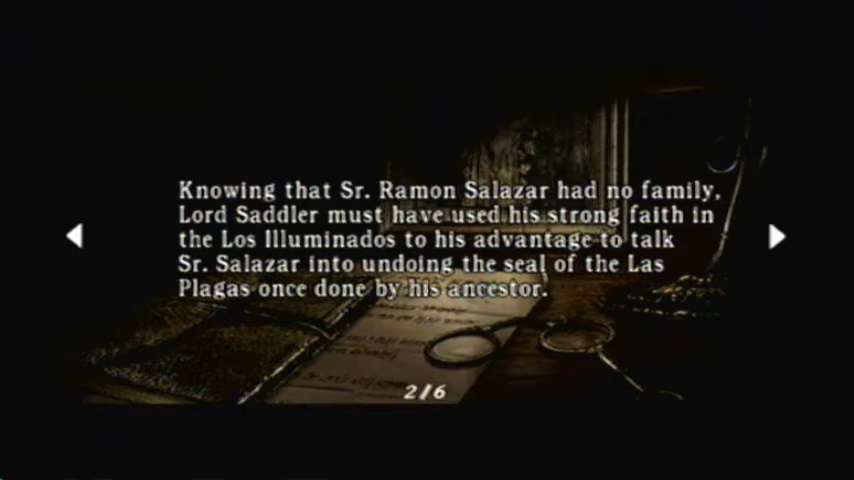 Knowing that Sr. Ramon Salazar had no family,
Lord Saddler must have used his strong faith in
the Los Illuminados to his advantage to talk
Sr. Salazar into undoing the seal of the Las
Plagas once done by his ancestor.
2/6